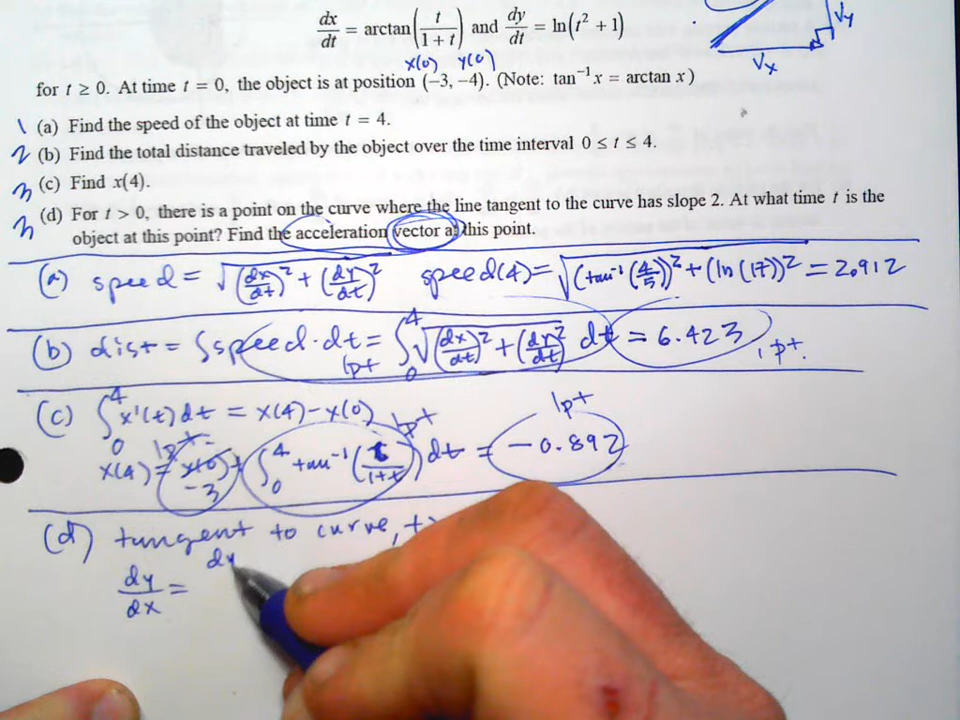 dx/dt = arctan(t/(1 + t)) and dy/dt = ln(t² + 1)
Vy
Vx
x(0) y(0)
for t ≥ 0. At time t = 0, the object is at position (−3, −4). (Note: tan⁻¹x = arctan x)
1 (a) Find the speed of the object at time t = 4.
2 (b) Find the total distance traveled by the object over the time interval 0 ≤ t ≤ 4.
3 (c) Find x(4).
3 (d) For t > 0, there is a point on the curve where the line tangent to the curve has slope 2. At what time t is the
object at this point? Find the acceleration vector at this point.
(a) speed = √((dx/dt)² + (dy/dt)²) speed(4) = √((tan⁻¹(4/5))² + (ln(17))²) = 2.912
(b) dist = ∫speed·dt = ∫₀⁴ √((dx/dt)² + (dy/dt)²) dt = 6.423
1pt 1pt.
(c) ∫₀⁴ x'(t)dt = x(4) − x(0) 1pt 1pt
1pt
x(4) = x(0) + ∫₀⁴ tan⁻¹(t/(1+t)) dt = −0.892
−3
(d) tangent to curve,
dy/dx = dy